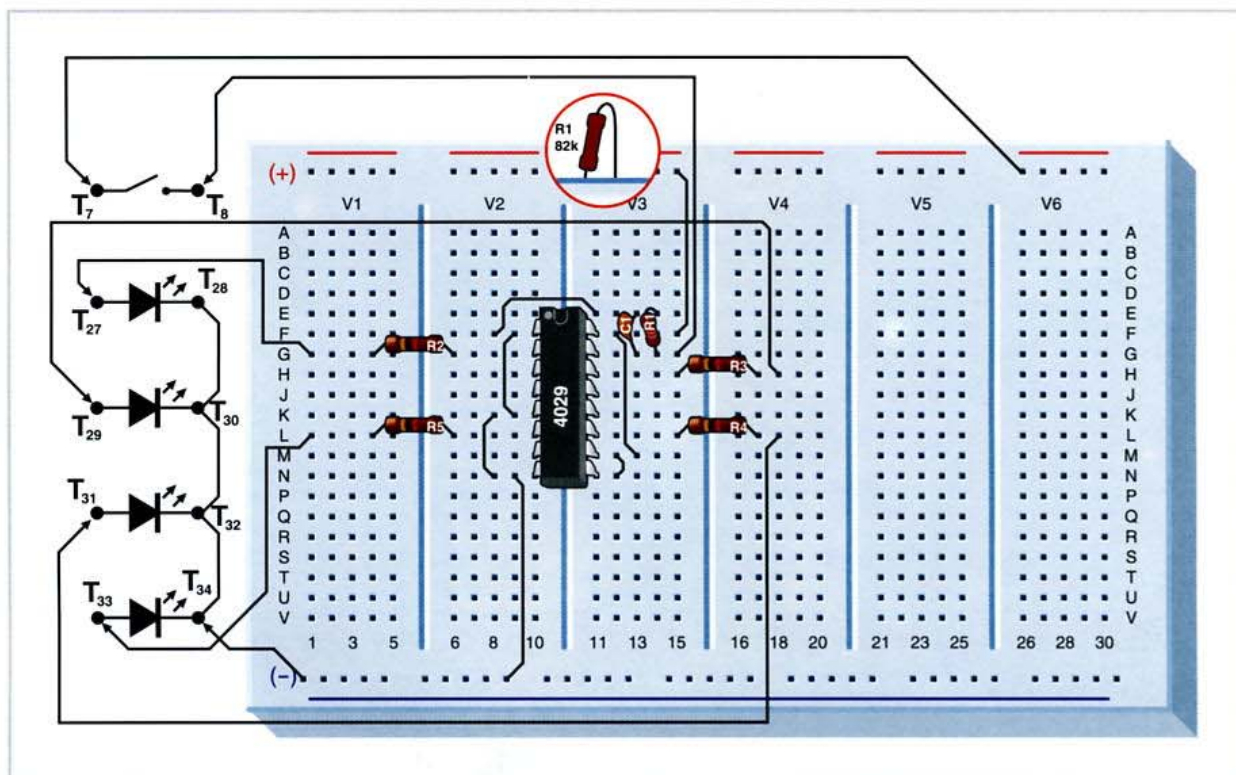 R1
82k
(+)
T7
T8
V1
V2
V3
V4
V5
V6
A
B
C
D
E
F
G
H
J
K
L
M
N
P
Q
R
S
T
U
V
A
B
C
D
E
F
G
H
J
K
L
M
N
P
Q
R
S
T
U
V
T28
T27
T30
T29
T31
T32
T33
T34
R2
R5
4029
C1
R1
R3
R4
1 3 5 6 8 10 11 13 15 16 18 20 21 23 25 26 28 30
(−)